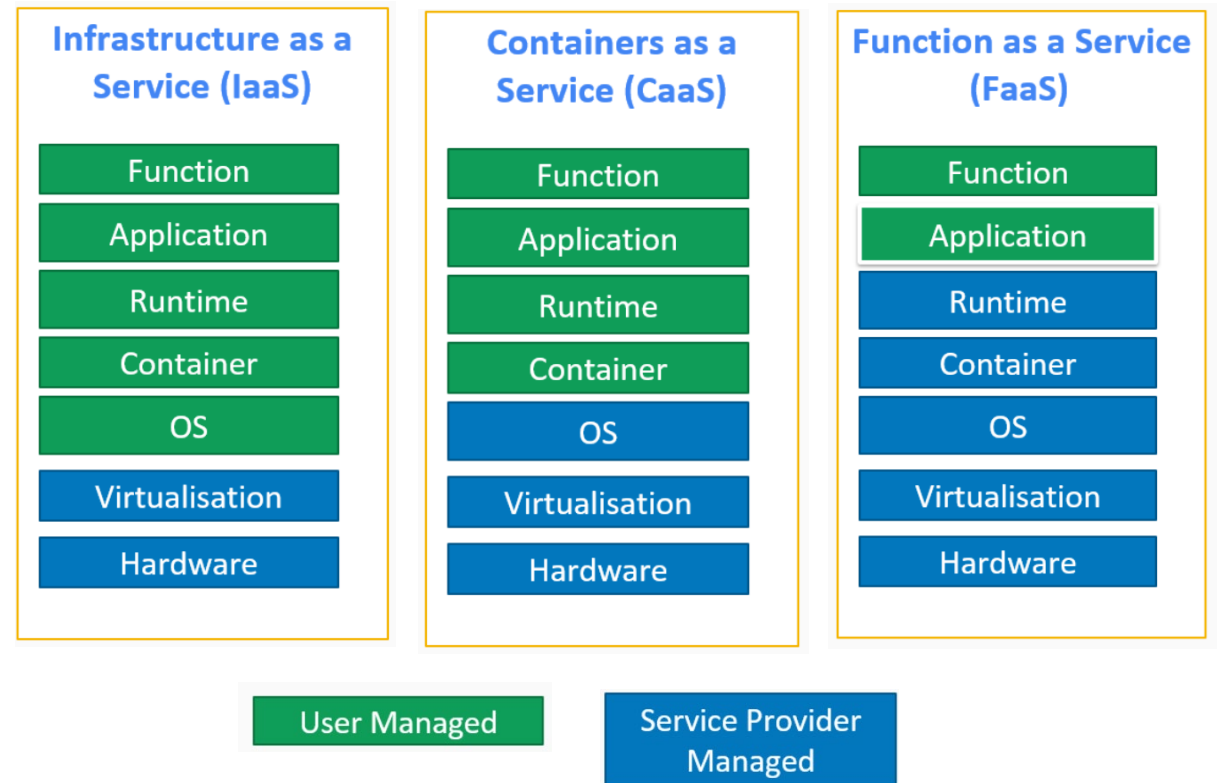 Infrastructure as a
Service (IaaS)
Function
Application
Runtime
Container
OS
Virtualisation
Hardware
Containers as a
Service (CaaS)
Function
Application
Runtime
Container
OS
Virtualisation
Hardware
Function as a Service
(FaaS)
Function
Application
Runtime
Container
OS
Virtualisation
Hardware
User Managed
Service Provider
Managed